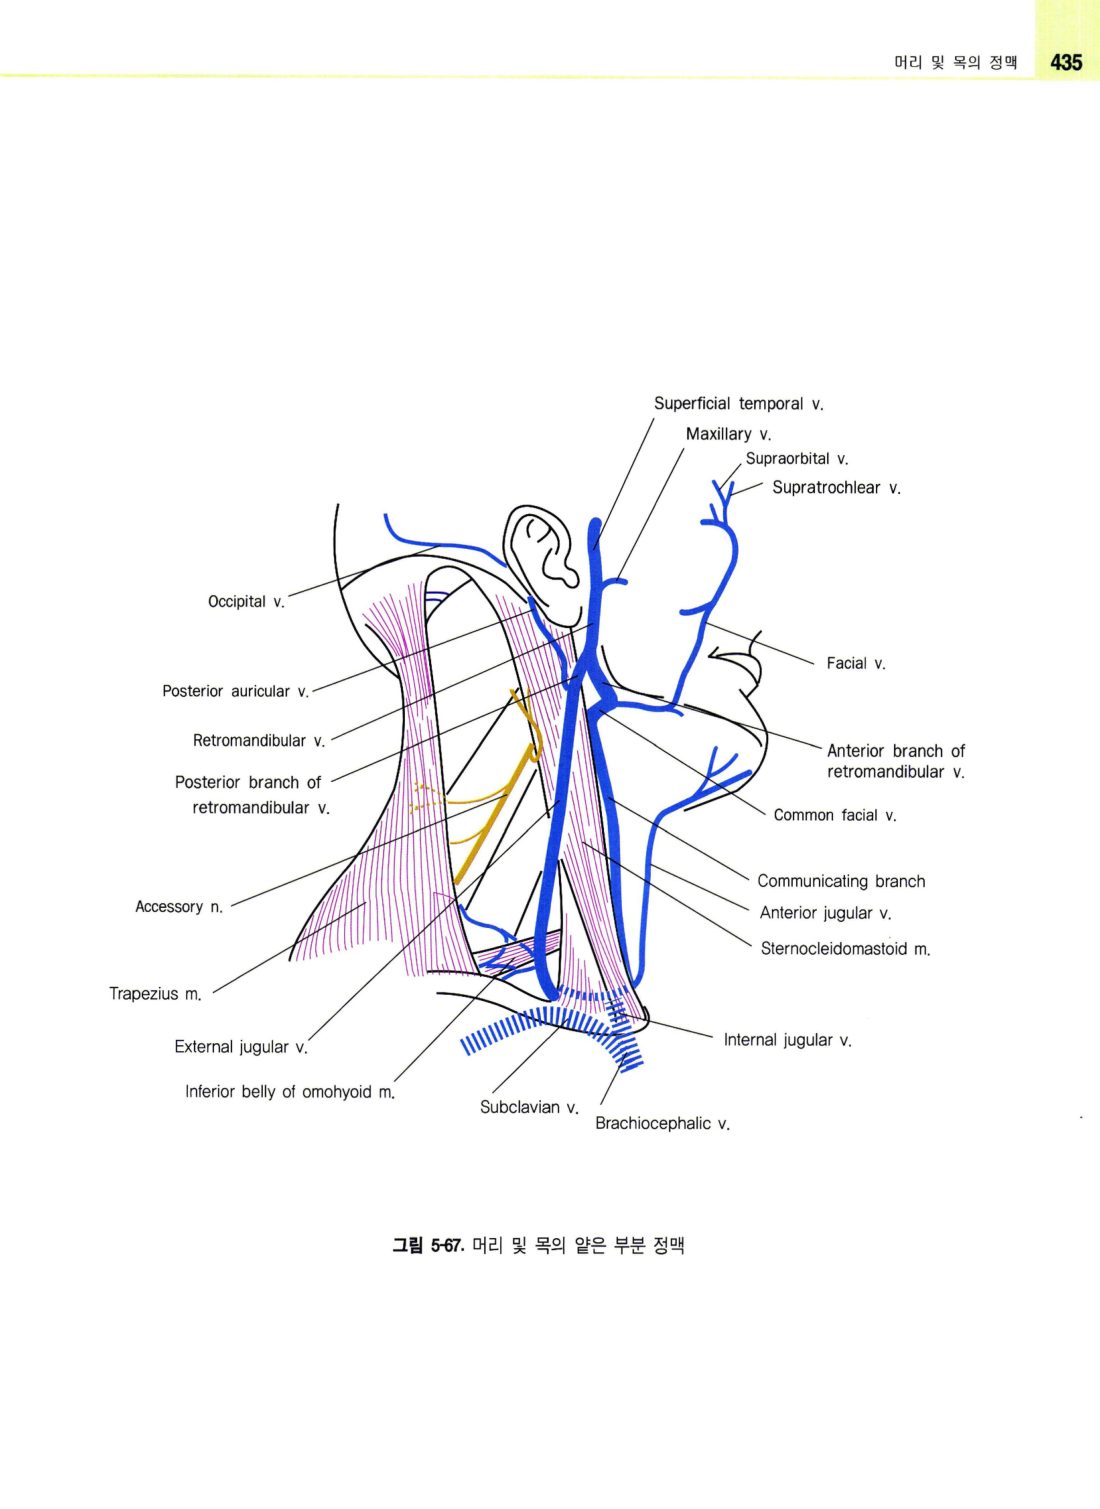 머리 및 목의 정맥 435
Superficial temporal v.
Maxillary v.
Supraorbital v.
Supratrochlear v.
Occipital v.
Facial v.
Posterior auricular v.
Retromandibular v.
Anterior branch of
retromandibular v.
Posterior branch of
retromandibular v.
Common facial v.
Communicating branch
Accessory n.
Anterior jugular v.
Sternocleidomastoid m.
Trapezius m.
External jugular v.
Internal jugular v.
Inferior belly of omohyoid m.
Subclavian v.
Brachiocephalic v.
그림 5-67. 머리 및 목의 얕은 부분 정맥